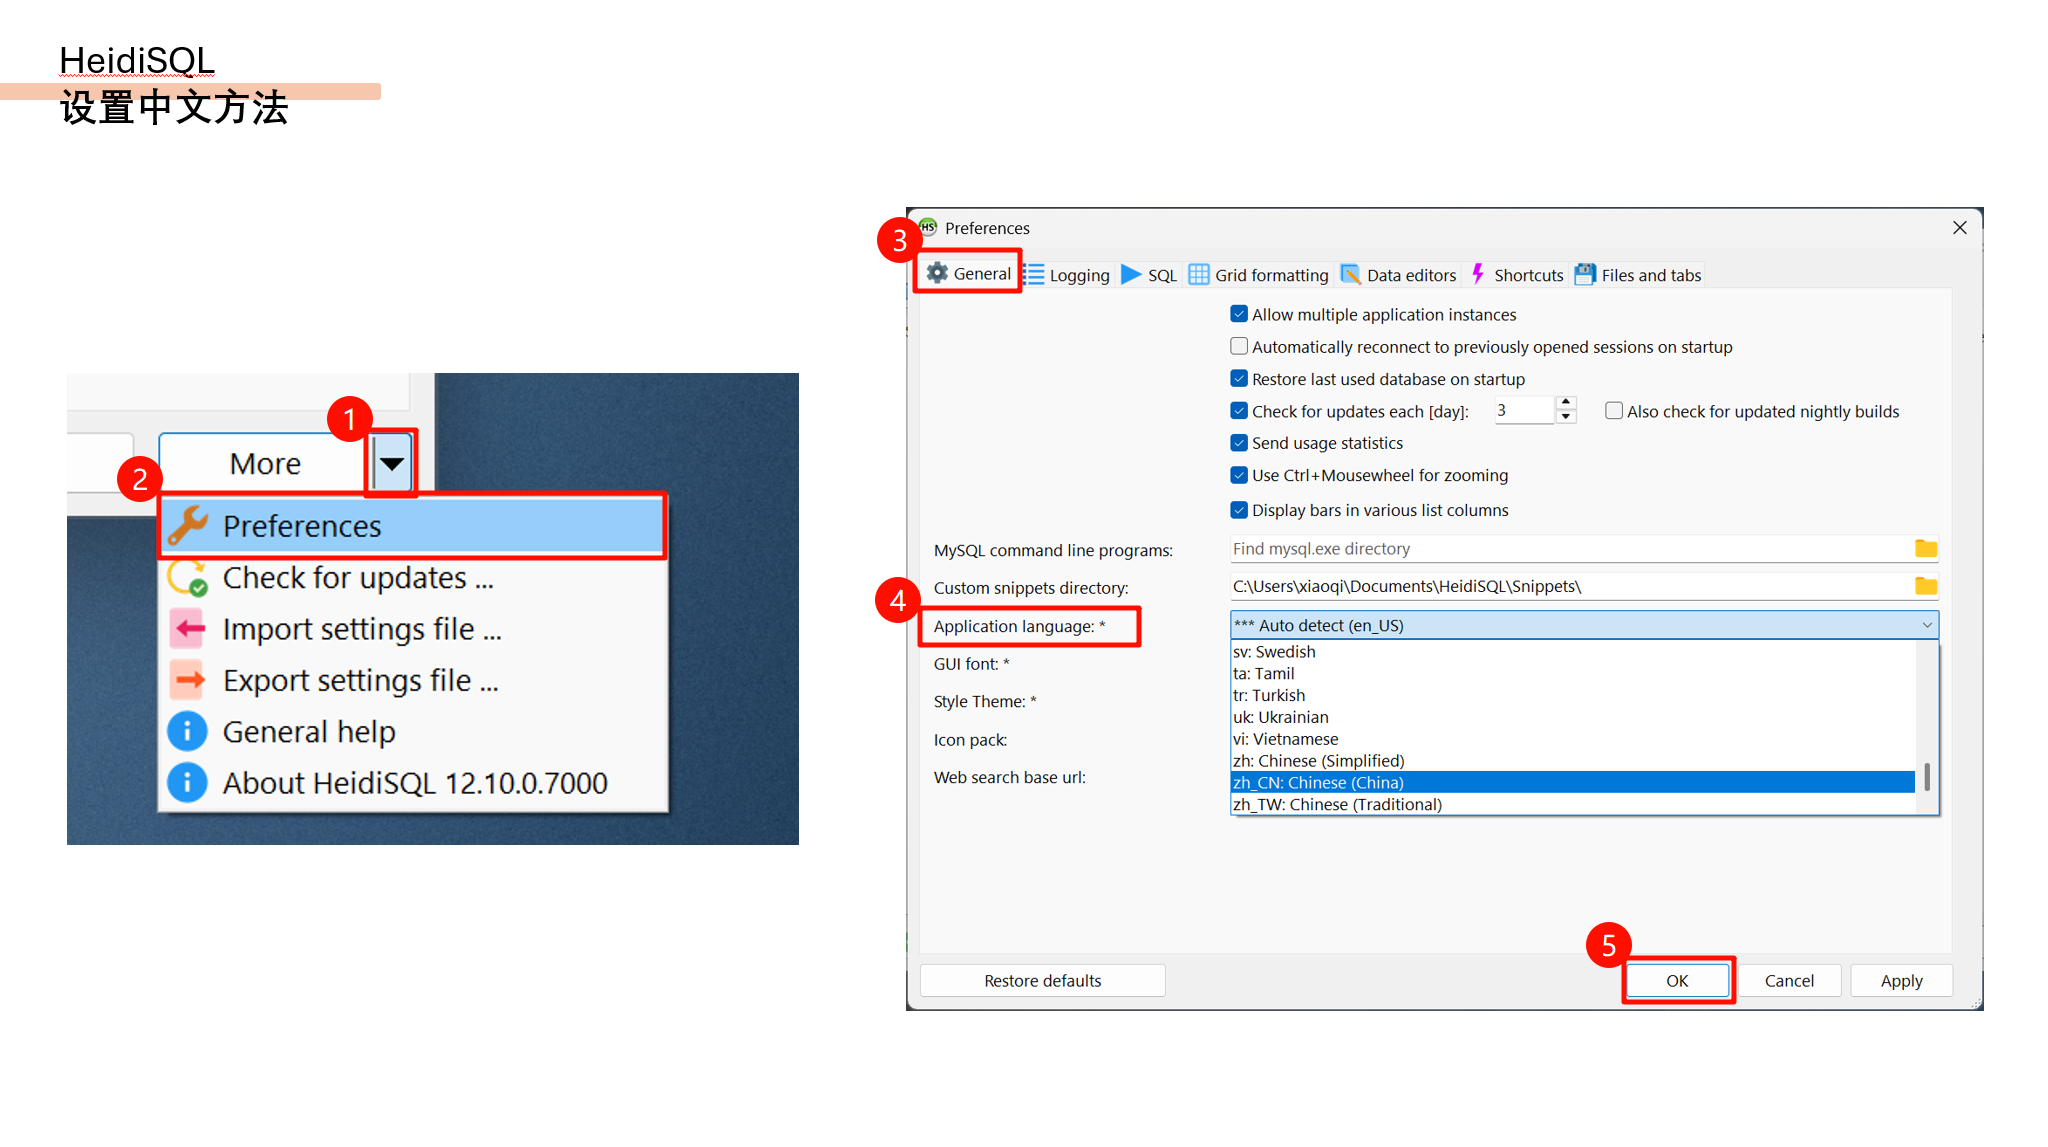 HeidiSQL
设置中文方法
1
More
2
Preferences
Check for updates ...
Import settings file ...
Export settings file ...
General help
About HeidiSQL 12.10.0.7000
3
HS Preferences
General Logging SQL Grid formatting Data editors Shortcuts Files and tabs
Allow multiple application instances
Automatically reconnect to previously opened sessions on startup
Restore last used database on startup
Check for updates each [day]: 3 Also check for updated nightly builds
Send usage statistics
Use Ctrl+Mousewheel for zooming
Display bars in various list columns
MySQL command line programs: Find mysql.exe directory
Custom snippets directory: C:\Users\xiaoqi\Documents\HeidiSQL\Snippets\
4
Application language: * *** Auto detect (en_US)
GUI font: *
Style Theme: *
Icon pack:
Web search base url:
sv: Swedish
ta: Tamil
tr: Turkish
uk: Ukrainian
vi: Vietnamese
zh: Chinese (Simplified)
zh_CN: Chinese (China)
zh_TW: Chinese (Traditional)
5
Restore defaults OK Cancel Apply